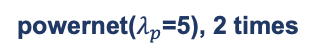 powernet(λₚ=5), 2 times